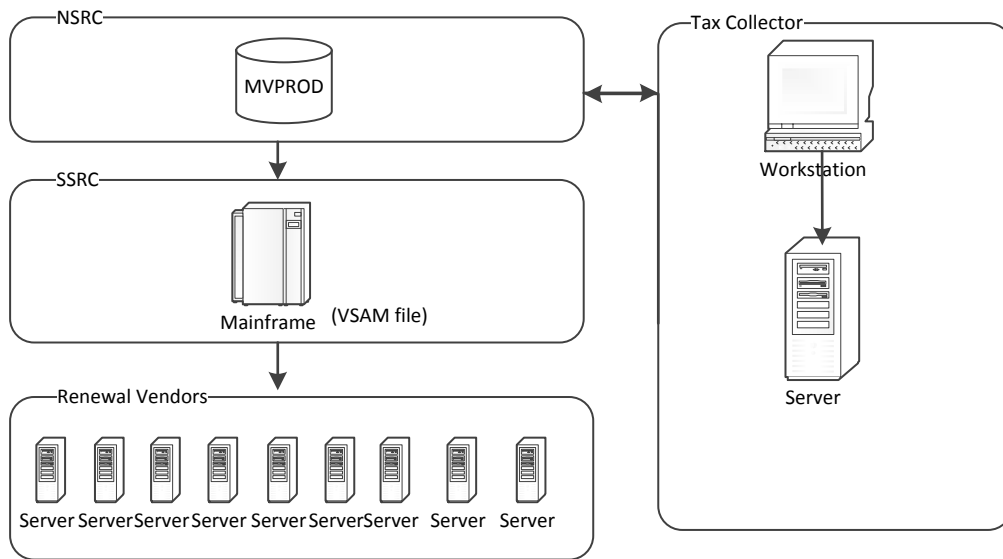 NSRC
MVPROD
SSRC
Mainframe (VSAM file)
Renewal Vendors
Server Server Server Server Server Server Server Server Server
Tax Collector
Workstation
Server